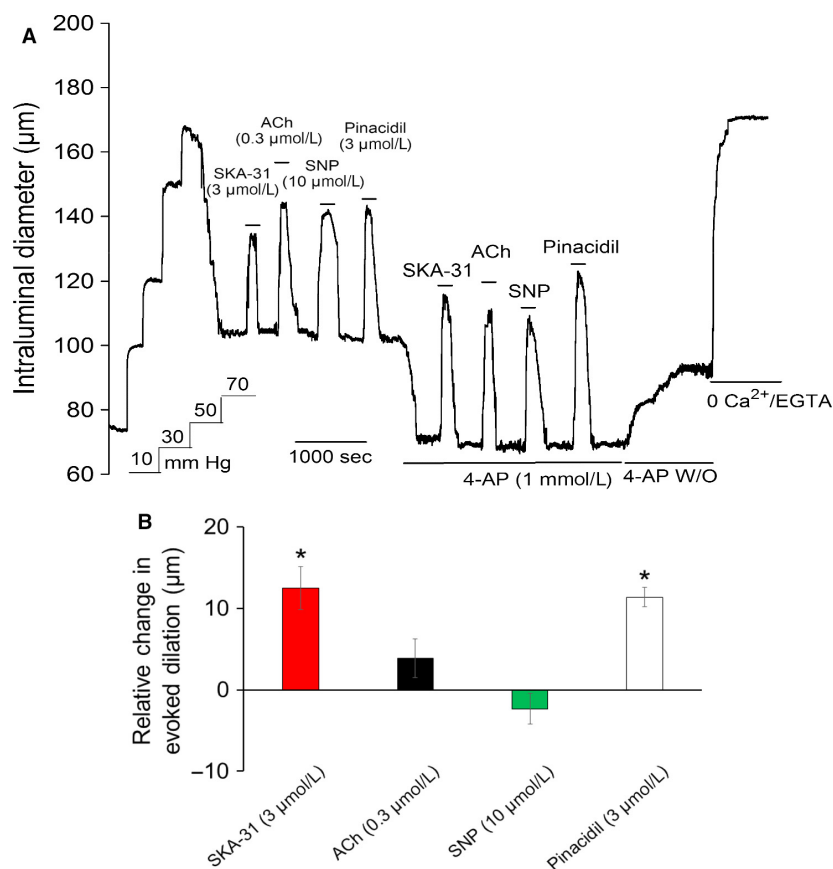 A
Intraluminal diameter (µm)
200
180
160
140
120
100
80
60
ACh
(0.3 µmol/L)
Pinacidil
(3 µmol/L)
SKA-31
(3 µmol/L)
SNP
(10 µmol/L)
SKA-31
ACh
SNP
Pinacidil
10
30
50
70
mm Hg
1000 sec
4-AP (1 mmol/L)
4-AP W/O
0 Ca²⁺/EGTA
B
Relative change in
evoked dilation (µm)
20
10
0
−10
*
*
SKA-31 (3 µmol/L)
ACh (0.3 µmol/L)
SNP (10 µmol/L)
Pinacidil (3 µmol/L)